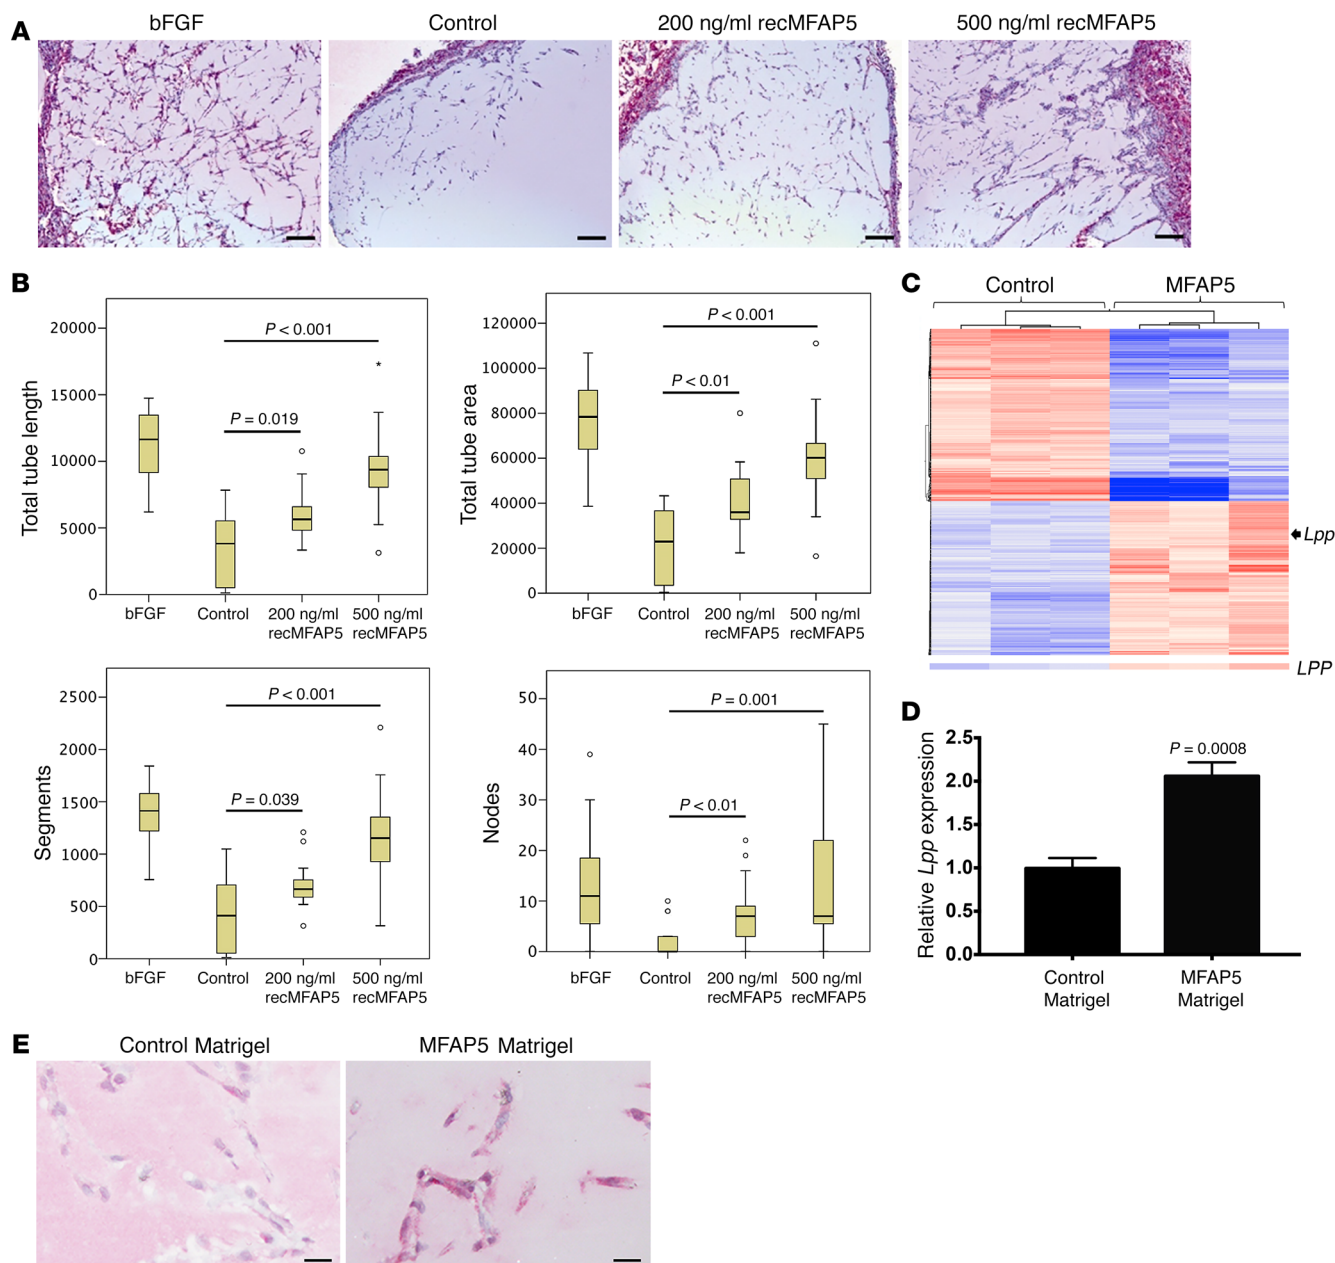 A
bFGF
Control
200 ng/ml recMFAP5
500 ng/ml recMFAP5
B
Total tube length
20000
15000
10000
5000
0
P < 0.001
P = 0.019
*
bFGF
Control
200 ng/ml
recMFAP5
500 ng/ml
recMFAP5
Total tube area
120000
100000
80000
60000
40000
20000
0
P < 0.001
P < 0.01
bFGF
Control
200 ng/ml
recMFAP5
500 ng/ml
recMFAP5
C
Control
MFAP5
Lpp
LPP
Segments
2500
2000
1500
1000
500
0
P < 0.001
P = 0.039
bFGF
Control
200 ng/ml
recMFAP5
500 ng/ml
recMFAP5
Nodes
50
40
30
20
10
0
P = 0.001
P < 0.01
bFGF
Control
200 ng/ml
recMFAP5
500 ng/ml
recMFAP5
D
Relative Lpp expression
2.5
2.0
1.5
1.0
0.5
0.0
P = 0.0008
Control
Matrigel
MFAP5
Matrigel
E
Control Matrigel
MFAP5 Matrigel